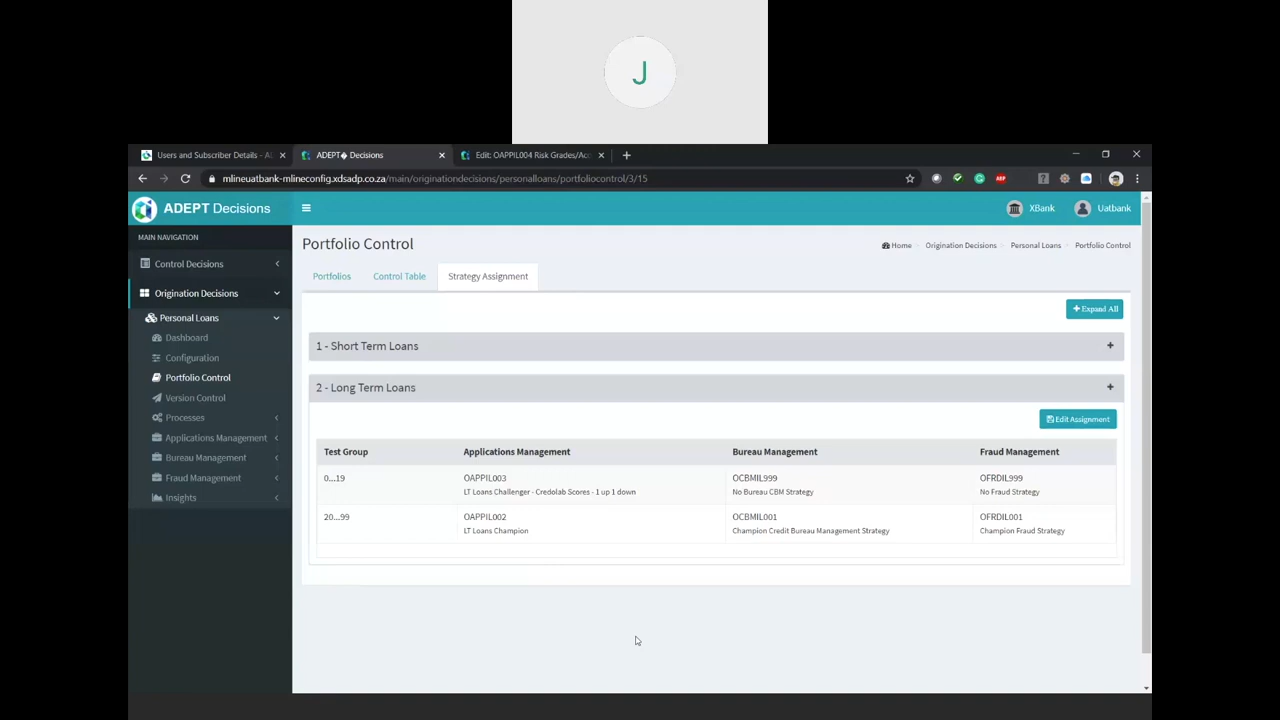 J
Users and Subscriber Details - A
ADEPT� Decisions
Edit: OAPPIL004 Risk Grades/Acc
mlineuatbank-mlineconfig.xdsadp.co.za/main/originationdecisions/personalloans/portfoliocontrol/3/15
ABP
ADEPT Decisions
XBank
Uatbank
MAIN NAVIGATION
Control Decisions
Origination Decisions
Personal Loans
Dashboard
Configuration
Portfolio Control
Version Control
Processes
Applications Management
Bureau Management
Fraud Management
Insights
Portfolio Control
Home / Origination Decisions / Personal Loans / Portfolio Control
Portfolios Control Table Strategy Assignment
+ Expand All
1 - Short Term Loans +
2 - Long Term Loans +
Edit Assignment
Test Group Applications Management Bureau Management Fraud Management
0...19 OAPPIL003 OCBMIL999 OFRDIL999
LT Loans Challenger - Credolab Scores - 1 up 1 down No Bureau CBM Strategy No Fraud Strategy
20...99 OAPPIL002 OCBMIL001 OFRDIL001
LT Loans Champion Champion Credit Bureau Management Strategy Champion Fraud Strategy